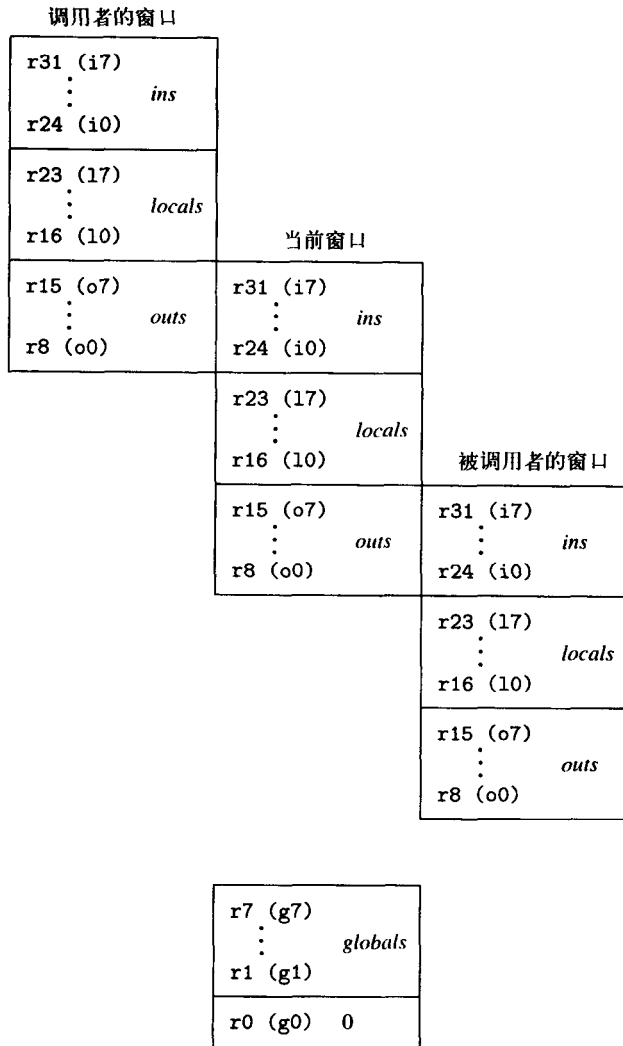 调用者的窗口
r31 (i7)
ins
r24 (i0)
r23 (l7)
locals
r16 (l0)
当前窗口
r15 (o7)
outs
r8 (o0)
r31 (i7)
ins
r24 (i0)
r23 (l7)
locals
r16 (l0)
被调用者的窗口
r15 (o7)
outs
r8 (o0)
r31 (i7)
ins
r24 (i0)
r23 (l7)
locals
r16 (l0)
r15 (o7)
outs
r8 (o0)
r7 (g7)
globals
r1 (g1)
r0 (g0) 0